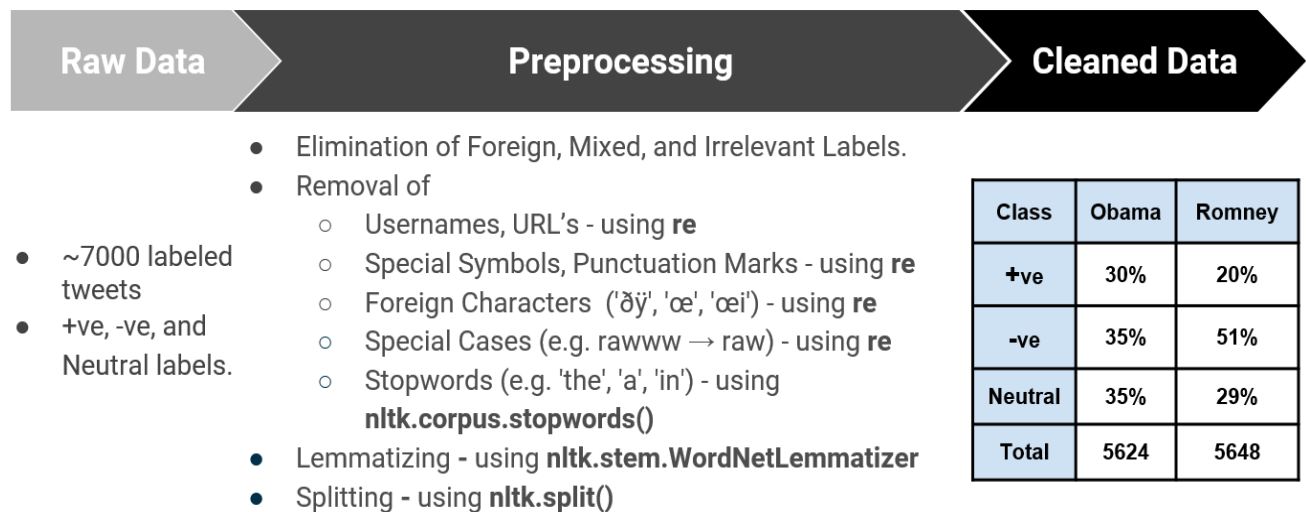 Raw Data
Preprocessing
Cleaned Data
● ~7000 labeled
tweets
● +ve, -ve, and
Neutral labels.
● Elimination of Foreign, Mixed, and Irrelevant Labels.
● Removal of
○ Usernames, URL's - using re
○ Special Symbols, Punctuation Marks - using re
○ Foreign Characters ('ðÿ', 'œ', 'œi') - using re
○ Special Cases (e.g. rawww → raw) - using re
○ Stopwords (e.g. 'the', 'a', 'in') - using
nltk.corpus.stopwords()
● Lemmatizing - using nltk.stem.WordNetLemmatizer
● Splitting - using nltk.split()
Class Obama Romney
+ve 30% 20%
-ve 35% 51%
Neutral 35% 29%
Total 5624 5648